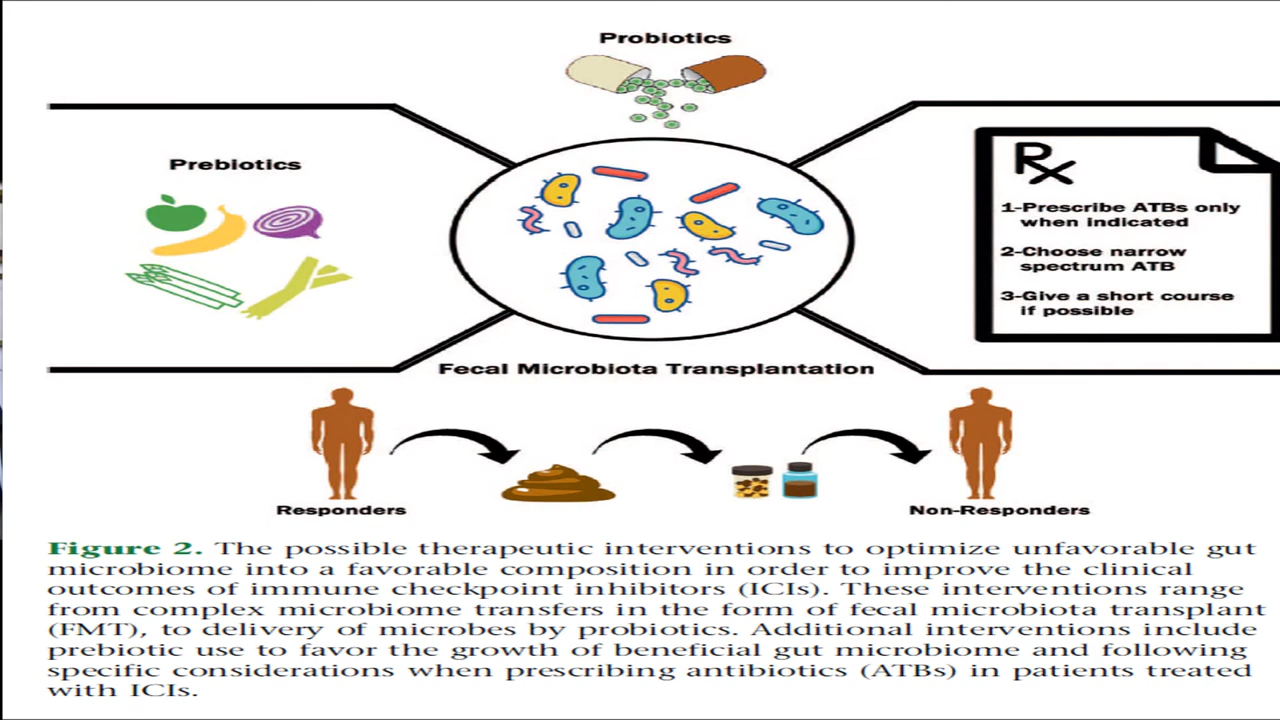 Probiotics
Prebiotics
Rx
1-Prescribe ATBs only
when indicated
2-Choose narrow
spectrum ATB
3-Give a short course
if possible
Fecal Microbiota Transplantation
Responders
Non-Responders
Figure 2. The possible therapeutic interventions to optimize unfavorable gut
microbiome into a favorable composition in order to improve the clinical
outcomes of immune checkpoint inhibitors (ICIs). These interventions range
from complex microbiome transfers in the form of fecal microbiota transplant
(FMT), to delivery of microbes by probiotics. Additional interventions include
prebiotic use to favor the growth of beneficial gut microbiome and following
specific considerations when prescribing antibiotics (ATBs) in patients treated
with ICIs.